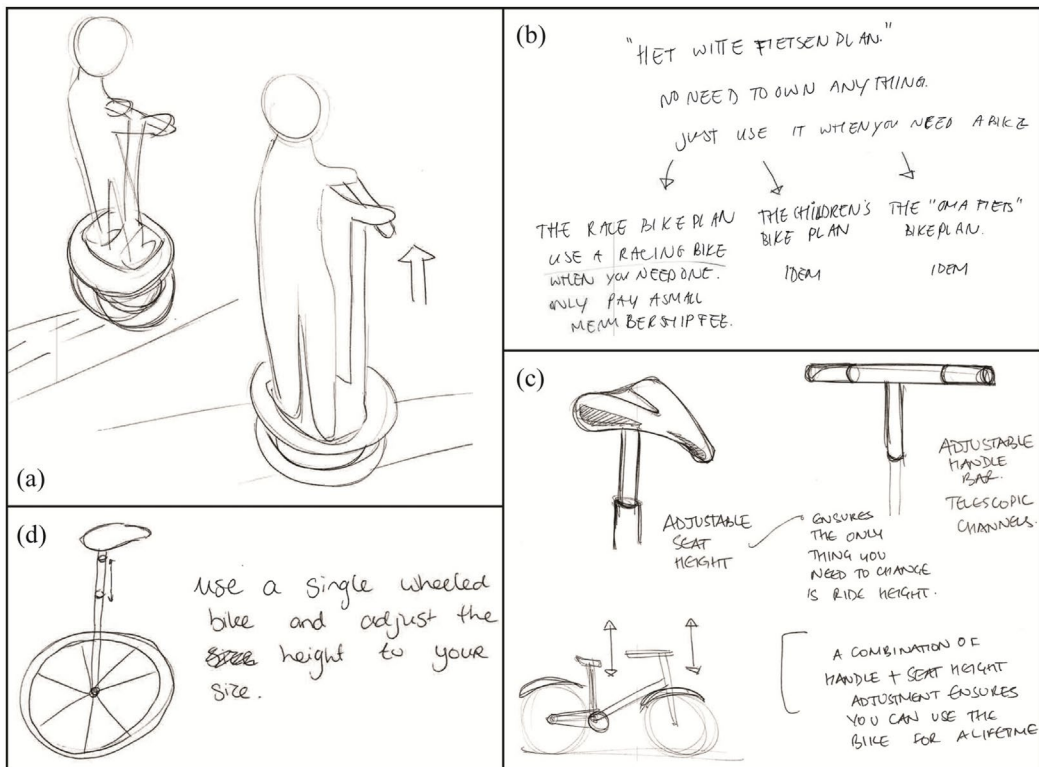 (a)
(b)
"HET WITTE FIETSENPLAN."
NO NEED TO OWN ANYTHING.
JUST USE IT WHEN YOU NEED A BIKE
THE RACE BIKE PLAN
USE A RACING BIKE
WHEN YOU NEED ONE.
ONLY PAY A SMALL
MEMBERSHIP FEE.
THE CHILDREN'S
BIKE PLAN
IDEM
THE "OMA FIETS"
BIKEPLAN.
IDEM
(c)
ADJUSTABLE
SEAT
HEIGHT
ENSURES
THE ONLY
THING YOU
NEED TO CHANGE
IS RIDE HEIGHT.
ADJUSTABLE
HANDLE
BAR.
TELESCOPIC
CHANNELS.
A COMBINATION OF
HANDLE + SEAT HEIGHT
ADJUSTMENT ENSURES
YOU CAN USE THE
BIKE FOR A LIFETIME
(d)
use a single wheeled
bike and adjust the
height to your
size.